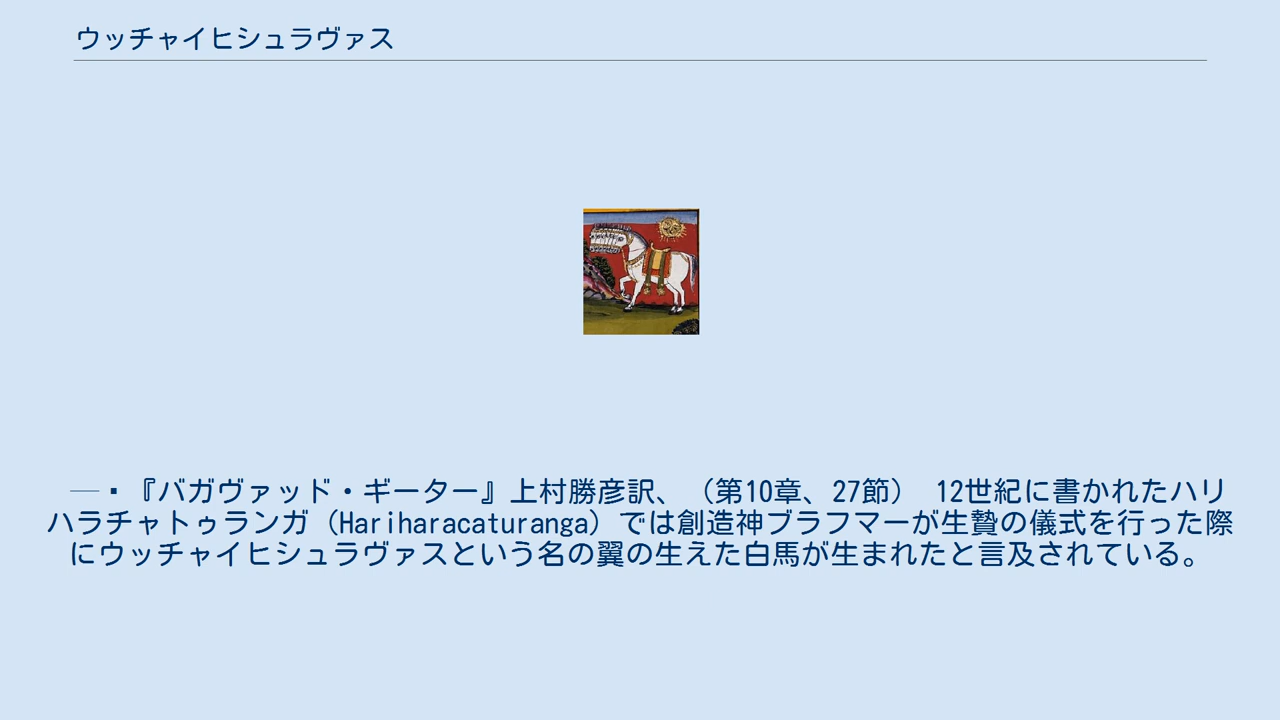 ウッチャイヒシュラヴァス
―▪『バガヴァッド・ギーター』上村勝彦訳、（第10章、27節） 12世紀に書かれたハリ
ハラチャトゥランガ（Hariharacaturanga）では創造神ブラフマーが生贄の儀式を行った際
にウッチャイヒシュラヴァスという名の翼の生えた白馬が生まれたと言及されている。